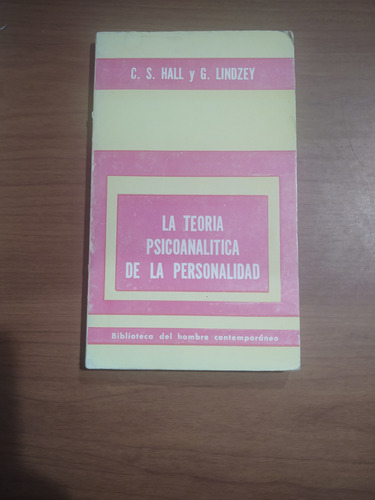 C. S. HALL y G. LINDZEY
LA TEORIA
PSICOANALITICA
DE LA PERSONALIDAD
Biblioteca del hombre contemporáneo